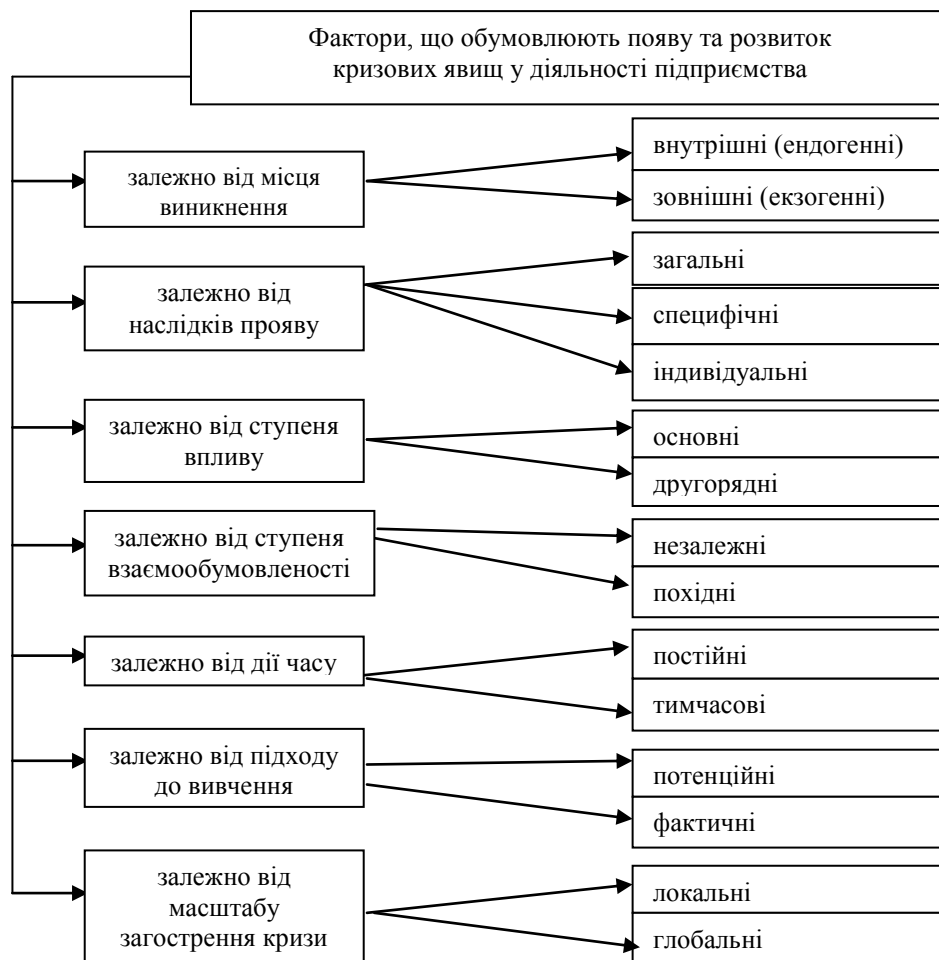 Фактори, що обумовлюють появу та розвиток
кризових явищ у діяльності підприємства
залежно від місця
виникнення
внутрішні (ендогенні)
зовнішні (екзогенні)
залежно від
наслідків прояву
загальні
специфічні
індивідуальні
залежно від ступеня
впливу
основні
другорядні
залежно від ступеня
взаємообумовленості
незалежні
похідні
залежно від дії часу
постійні
тимчасові
залежно від підходу
до вивчення
потенційні
фактичні
залежно від
масштабу
загострення кризи
локальні
глобальні